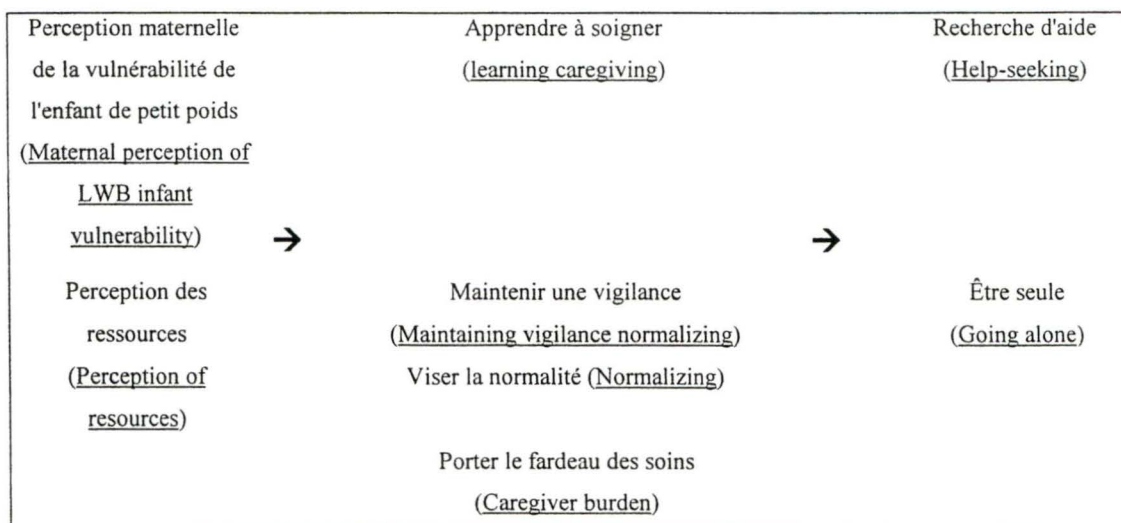 Perception maternelle
de la vulnérabilité de
l'enfant de petit poids
(Maternal perception of
LWB infant
vulnerability)
Perception des
ressources
(Perception of
resources)
→
Apprendre à soigner
(learning caregiving)
Maintenir une vigilance
(Maintaining vigilance normalizing)
Viser la normalité (Normalizing)
Porter le fardeau des soins
(Caregiver burden)
→
Recherche d'aide
(Help-seeking)
Être seule
(Going alone)